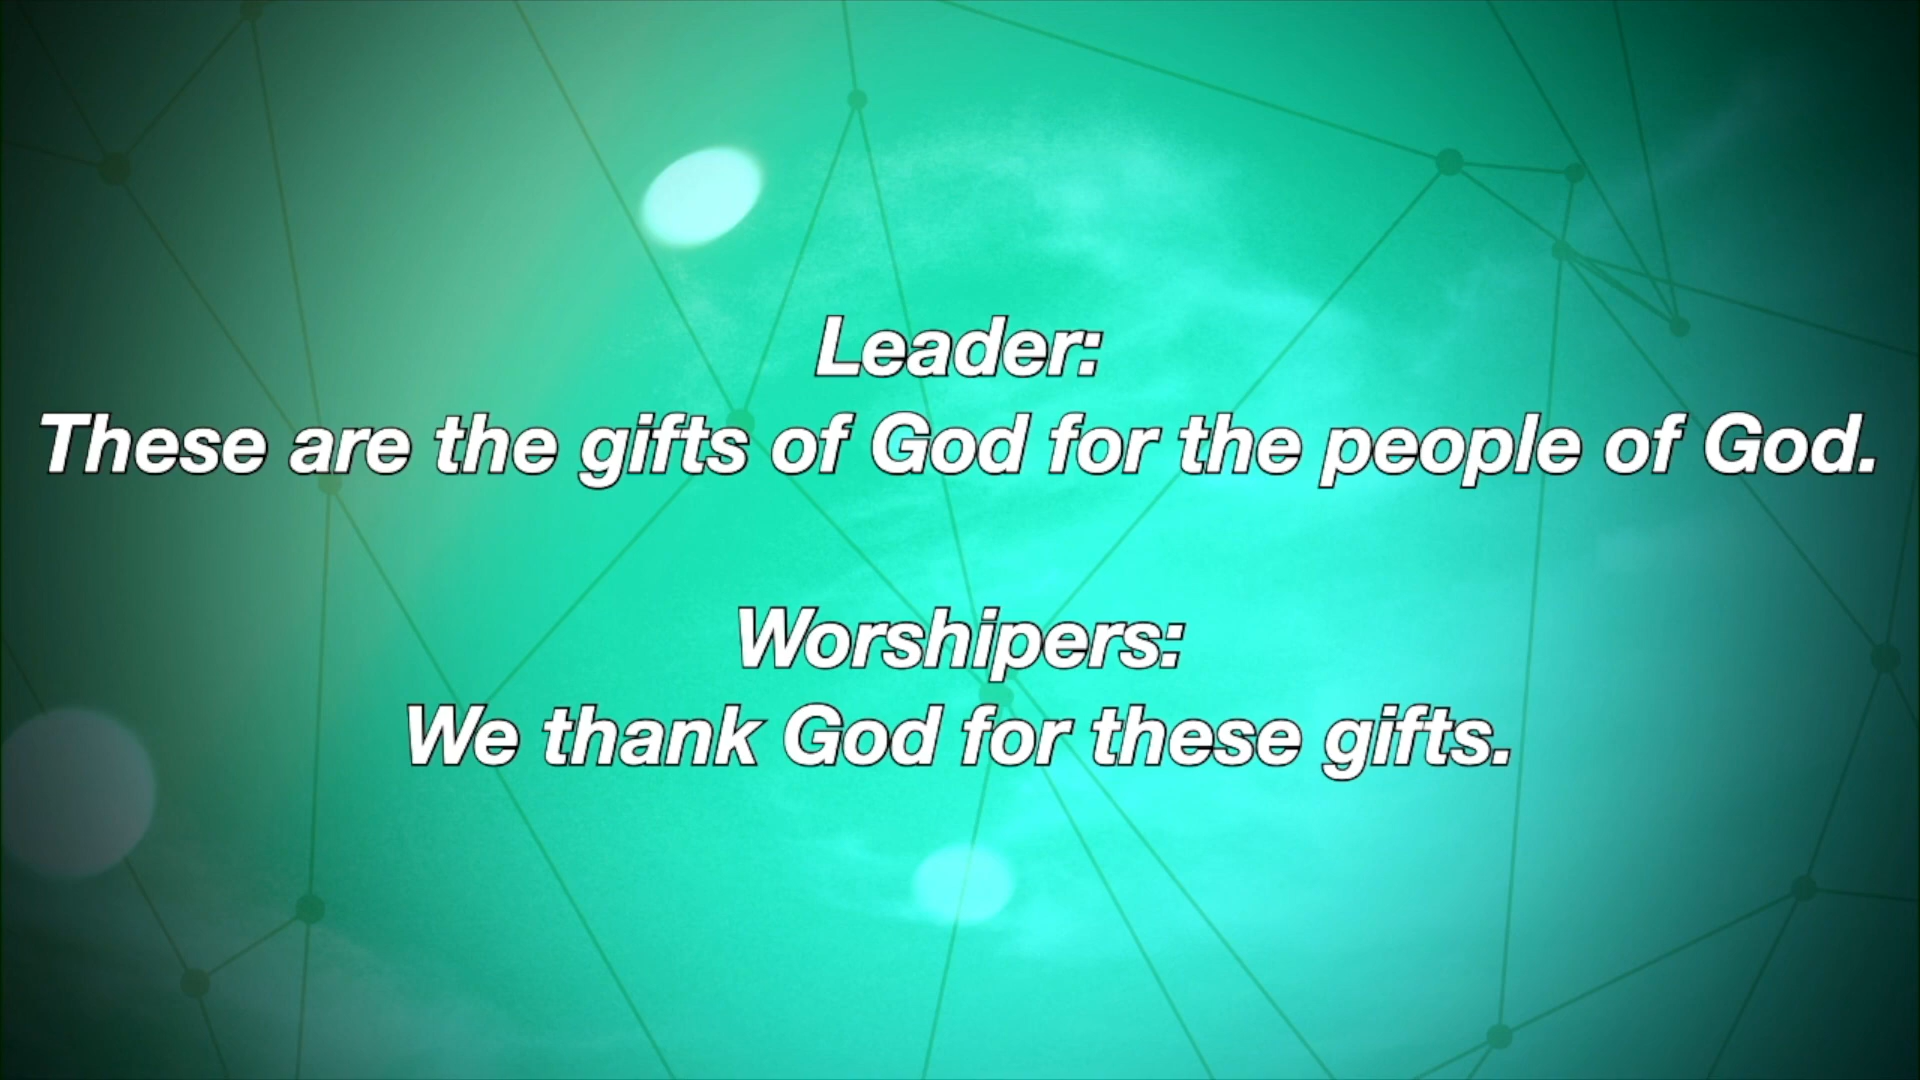 Leader:
These are the gifts of God for the people of God.
Worshipers:
We thank God for these gifts.